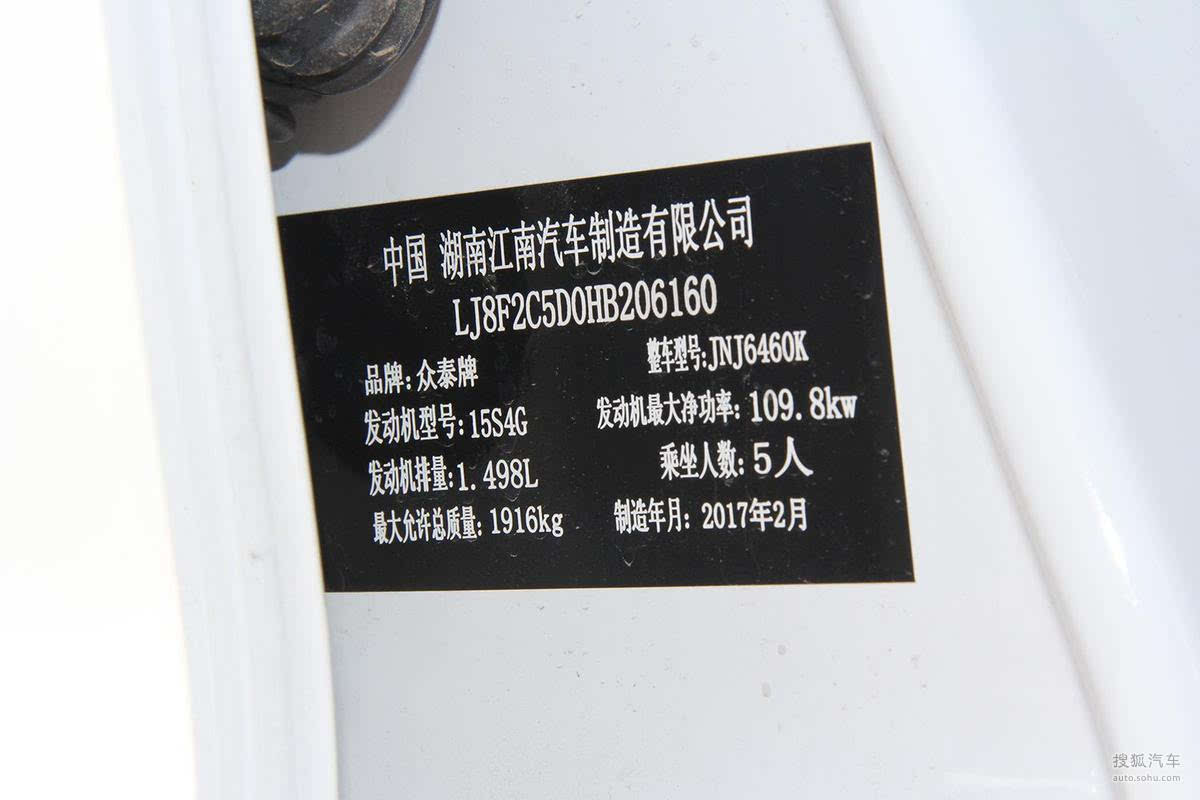 中国 湖南江南汽车制造有限公司
LJ8F2C5D0HB206160
品牌: 众泰牌 整车型号: JNJ6460K
发动机型号: 15S4G 发动机最大净功率: 109.8kw
发动机排量: 1.498L 乘坐人数: 5人
最大允许总质量: 1916kg 制造年月: 2017年2月
搜狐汽车
auto.sohu.com